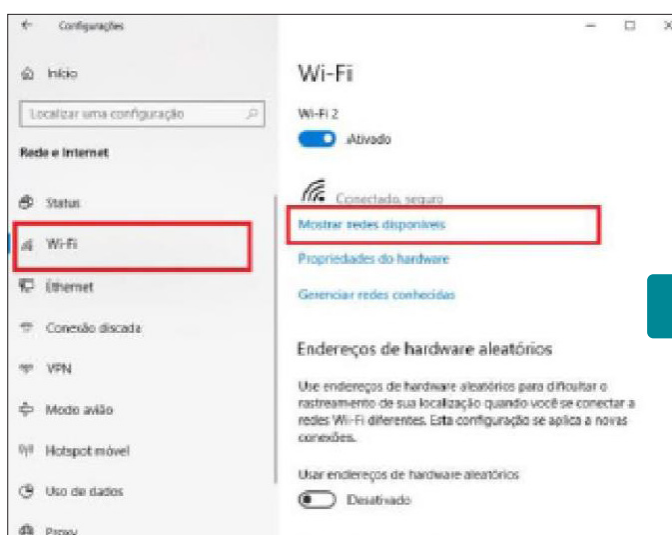 Configurações
Início
Localizar uma configuração
Rede e Internet
Status
Wi-Fi
Ethernet
Conexão discada
VPN
Modo avião
Hotspot móvel
Uso de dados
Proxy
Wi-Fi
Wi-Fi 2
Ativado
Conectado, seguro
Mostrar redes disponíveis
Propriedades do hardware
Gerenciar redes conhecidas
Endereços de hardware aleatórios
Use endereços de hardware aleatórios para dificultar o
rastreamento de sua localização quando você se conectar a
redes Wi-Fi diferentes. Esta configuração se aplica a novas
conexões.
Usar endereços de hardware aleatórios
Desativado